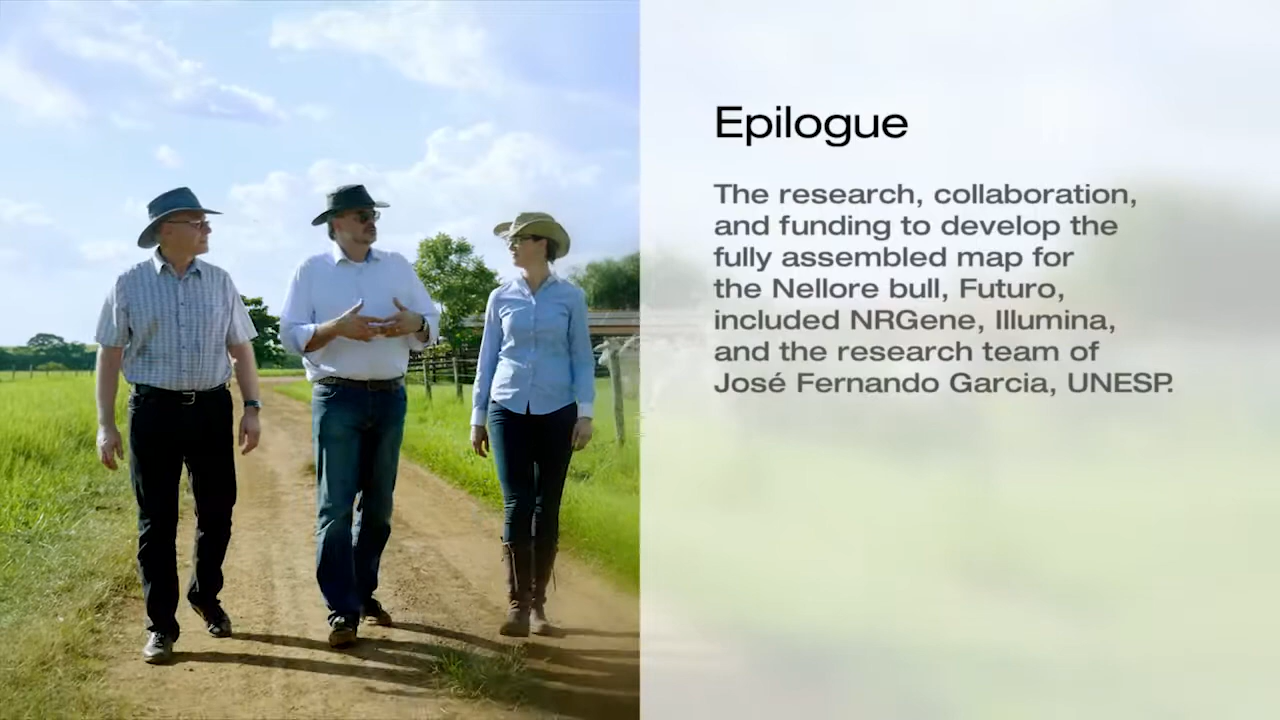 Epilogue
The research, collaboration,
and funding to develop the
fully assembled map for
the Nellore bull, Futuro,
included NRGene, Illumina,
and the research team of
José Fernando Garcia, UNESP.